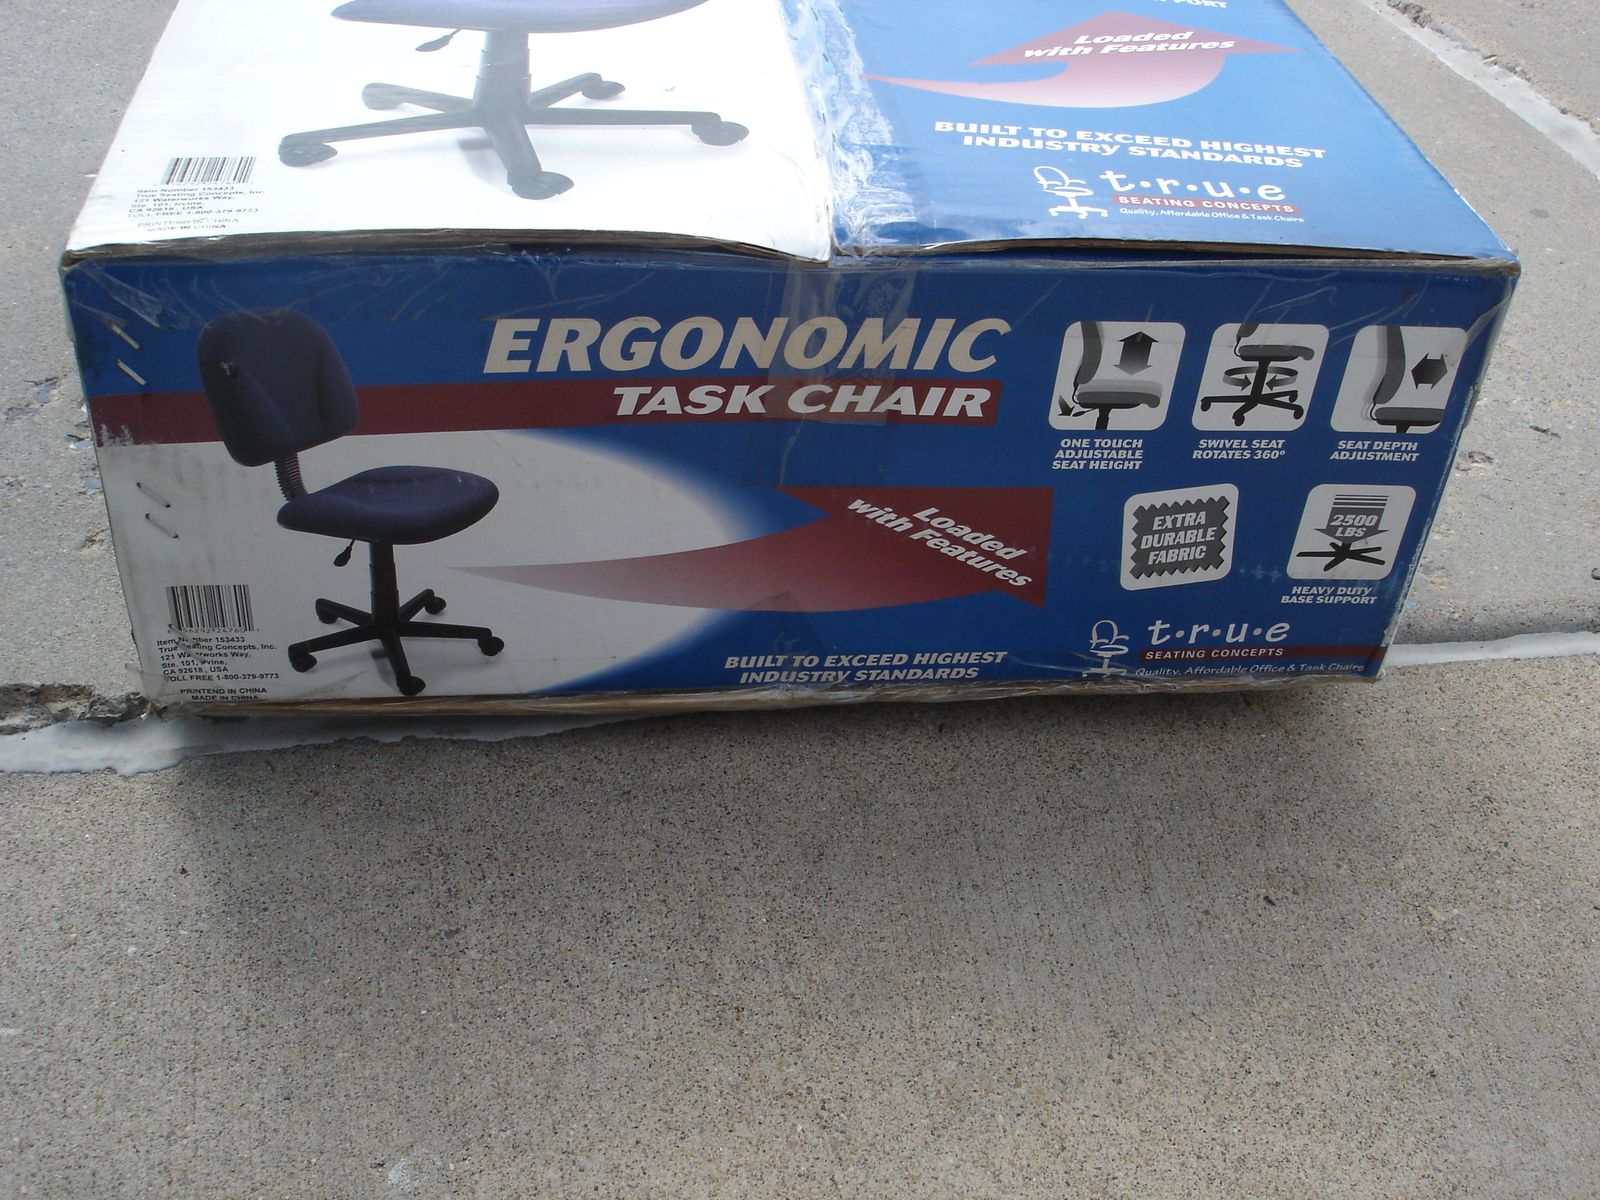 PORT
Loaded
with Features
BUILT TO EXCEED HIGHEST
INDUSTRY STANDARDS
t·r·u·e
SEATING CONCEPTS
Quality, Affordable Office & Task Chairs
Item Number 153433
True Seating Concepts, Inc.
121 Waterworks Way,
Ste. 101, Irvine,
CA 92618, USA
TOLL FREE 1-800-379-9773
PRINTEND IN CHINA
MADE IN CHINA
ERGONOMIC
TASK CHAIR
ONE TOUCH
ADJUSTABLE
SEAT HEIGHT
SWIVEL SEAT
ROTATES 360°
SEAT DEPTH
ADJUSTMENT
Loaded
with Features
EXTRA
DURABLE
FABRIC
2500
LBS
HEAVY DUTY
BASE SUPPORT
Item Number 153433
True Seating Concepts, Inc.
121 Waterworks Way,
Ste. 101, Irvine,
CA 92618, USA
TOLL FREE 1-800-379-9773
PRINTEND IN CHINA
MADE IN CHINA
BUILT TO EXCEED HIGHEST
INDUSTRY STANDARDS
t·r·u·e
SEATING CONCEPTS
Quality, Affordable Office & Task Chairs